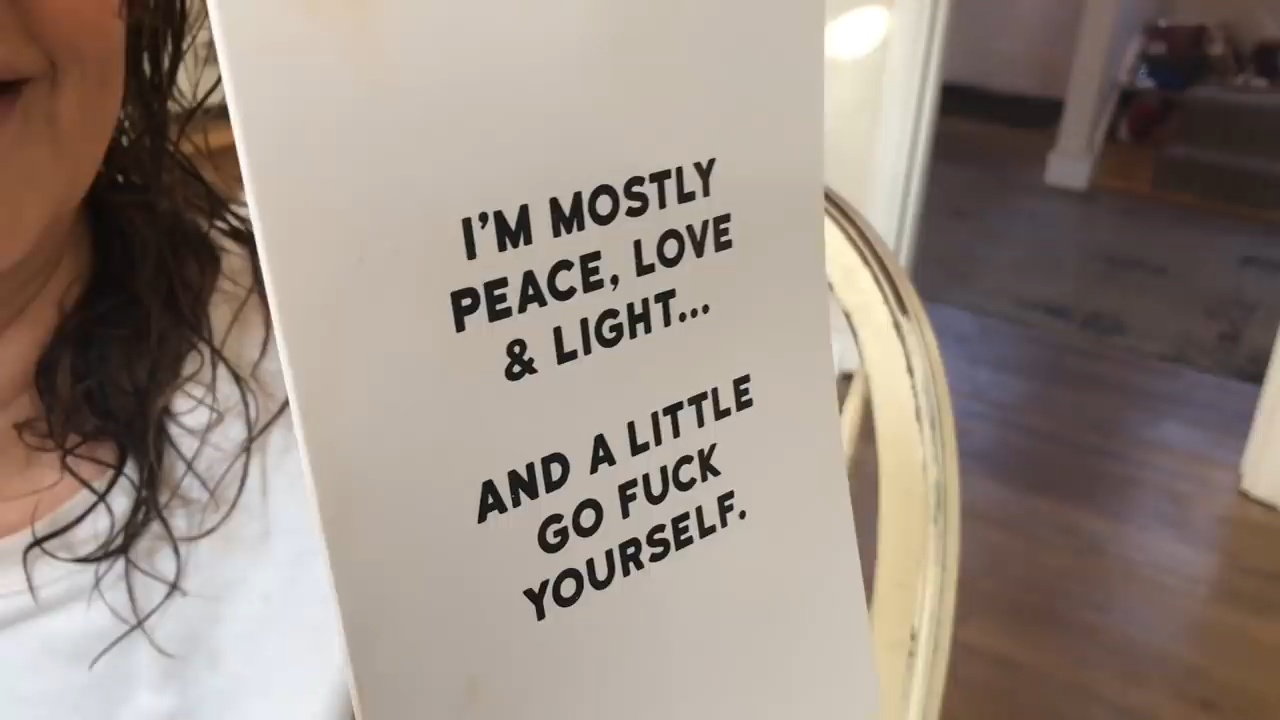 I'M MOSTLY
PEACE, LOVE
& LIGHT...
AND A LITTLE
GO FUCK
YOURSELF.